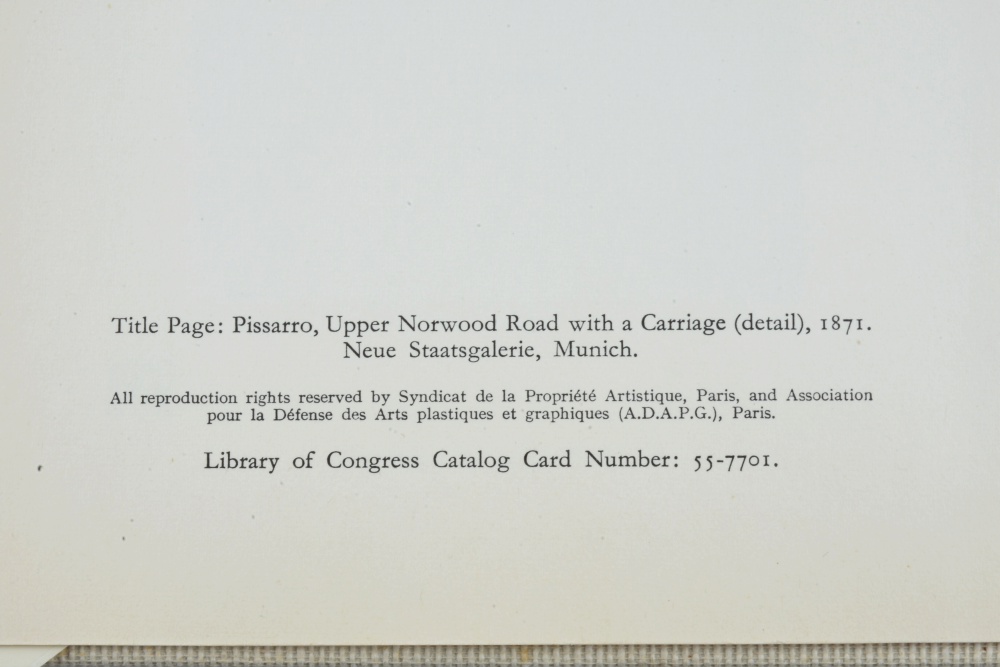 Title Page: Pissarro, Upper Norwood Road with a Carriage (detail), 1871.
Neue Staatsgalerie, Munich.
All reproduction rights reserved by Syndicat de la Propriété Artistique, Paris, and Association
pour la Défense des Arts plastiques et graphiques (A.D.A.P.G.), Paris.
Library of Congress Catalog Card Number: 55-7701.